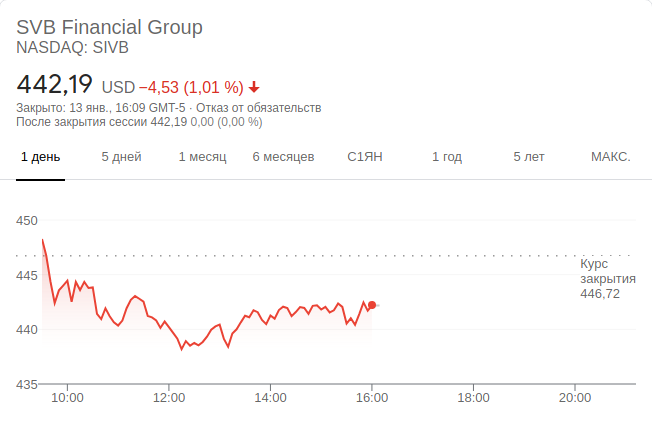 SVB Financial Group
NASDAQ: SIVB
442,19 USD −4,53 (1,01 %)
Закрыто: 13 янв., 16:09 GMT-5 · Отказ от обязательств
После закрытия сессии 442,19 0,00 (0,00 %)
1 день 5 дней 1 месяц 6 месяцев С1ЯН 1 год 5 лет МАКС.
450
Курс
закрытия
446,72
445
440
435
10:00 12:00 14:00 16:00 18:00 20:00